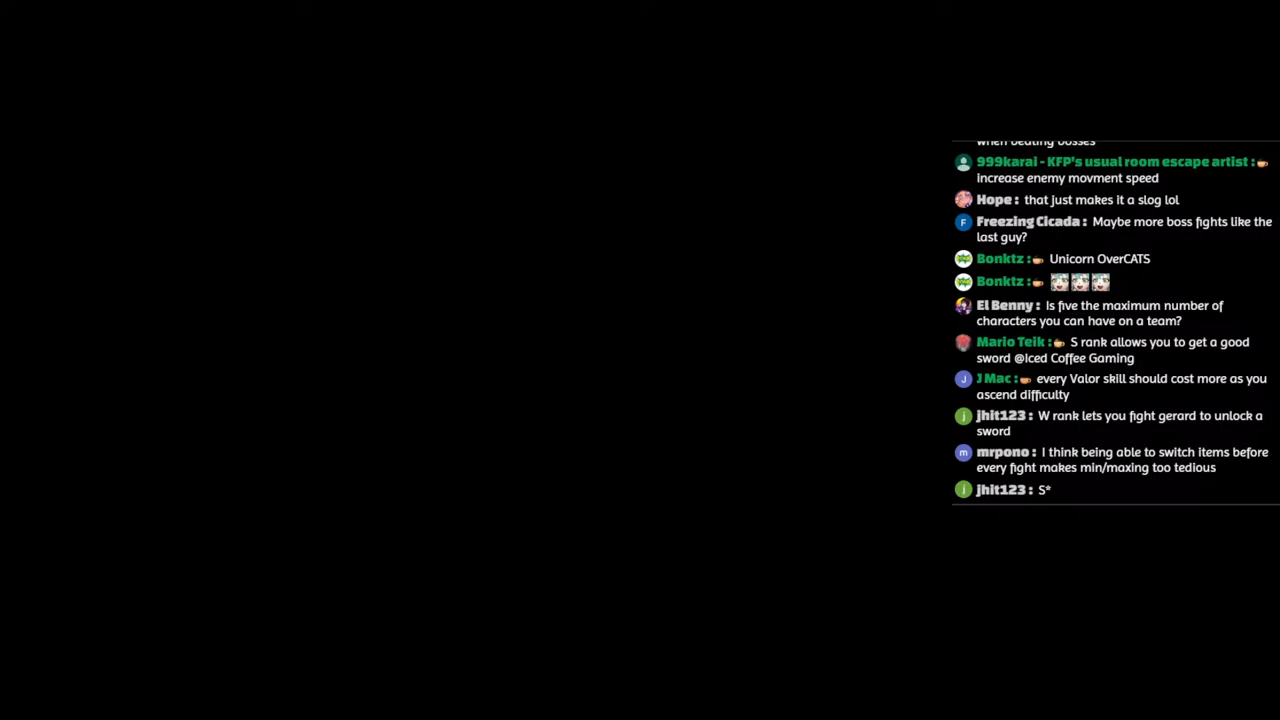 when beating bosses
999karai - KFP's usual room escape artist :
increase enemy movment speed
Hope : that just makes it a slog lol
Freezing Cicada : Maybe more boss fights like the
last guy?
Bonktz : Unicorn OverCATS
Bonktz :
El Benny : Is five the maximum number of
characters you can have on a team?
Mario Teik : S rank allows you to get a good
sword @Iced Coffee Gaming
J Mac : every Valor skill should cost more as you
ascend difficulty
jhit123 : W rank lets you fight gerard to unlock a
sword
mrpono : I think being able to switch items before
every fight makes min/maxing too tedious
jhit123 : S*